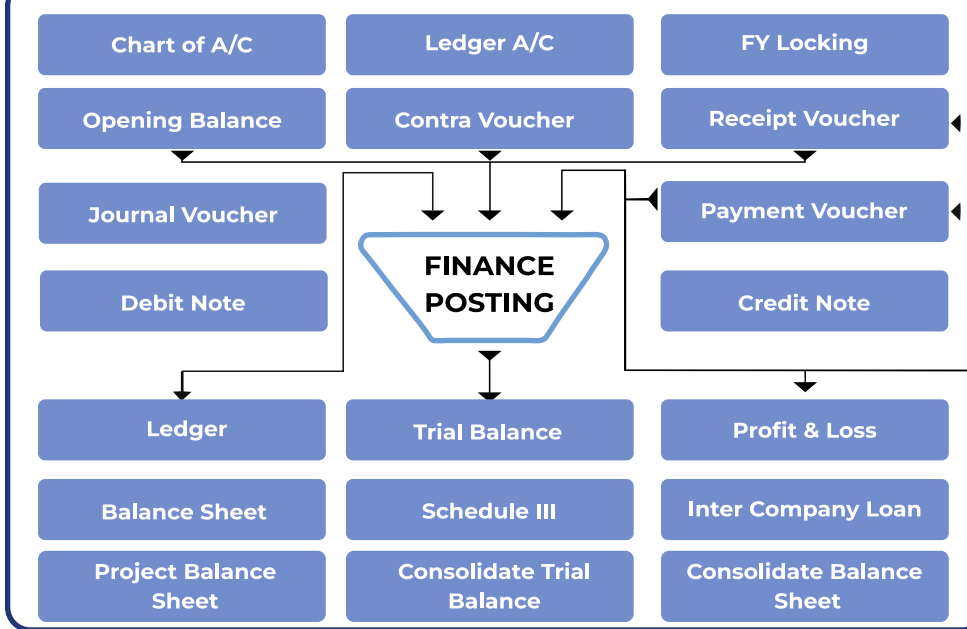 Chart of A/C
Ledger A/C
FY Locking
Opening Balance
Contra Voucher
Receipt Voucher
Journal Voucher
Payment Voucher
FINANCE
POSTING
Debit Note
Credit Note
Ledger
Trial Balance
Profit & Loss
Balance Sheet
Schedule III
Inter Company Loan
Project Balance
Sheet
Consolidate Trial
Balance
Consolidate Balance
Sheet